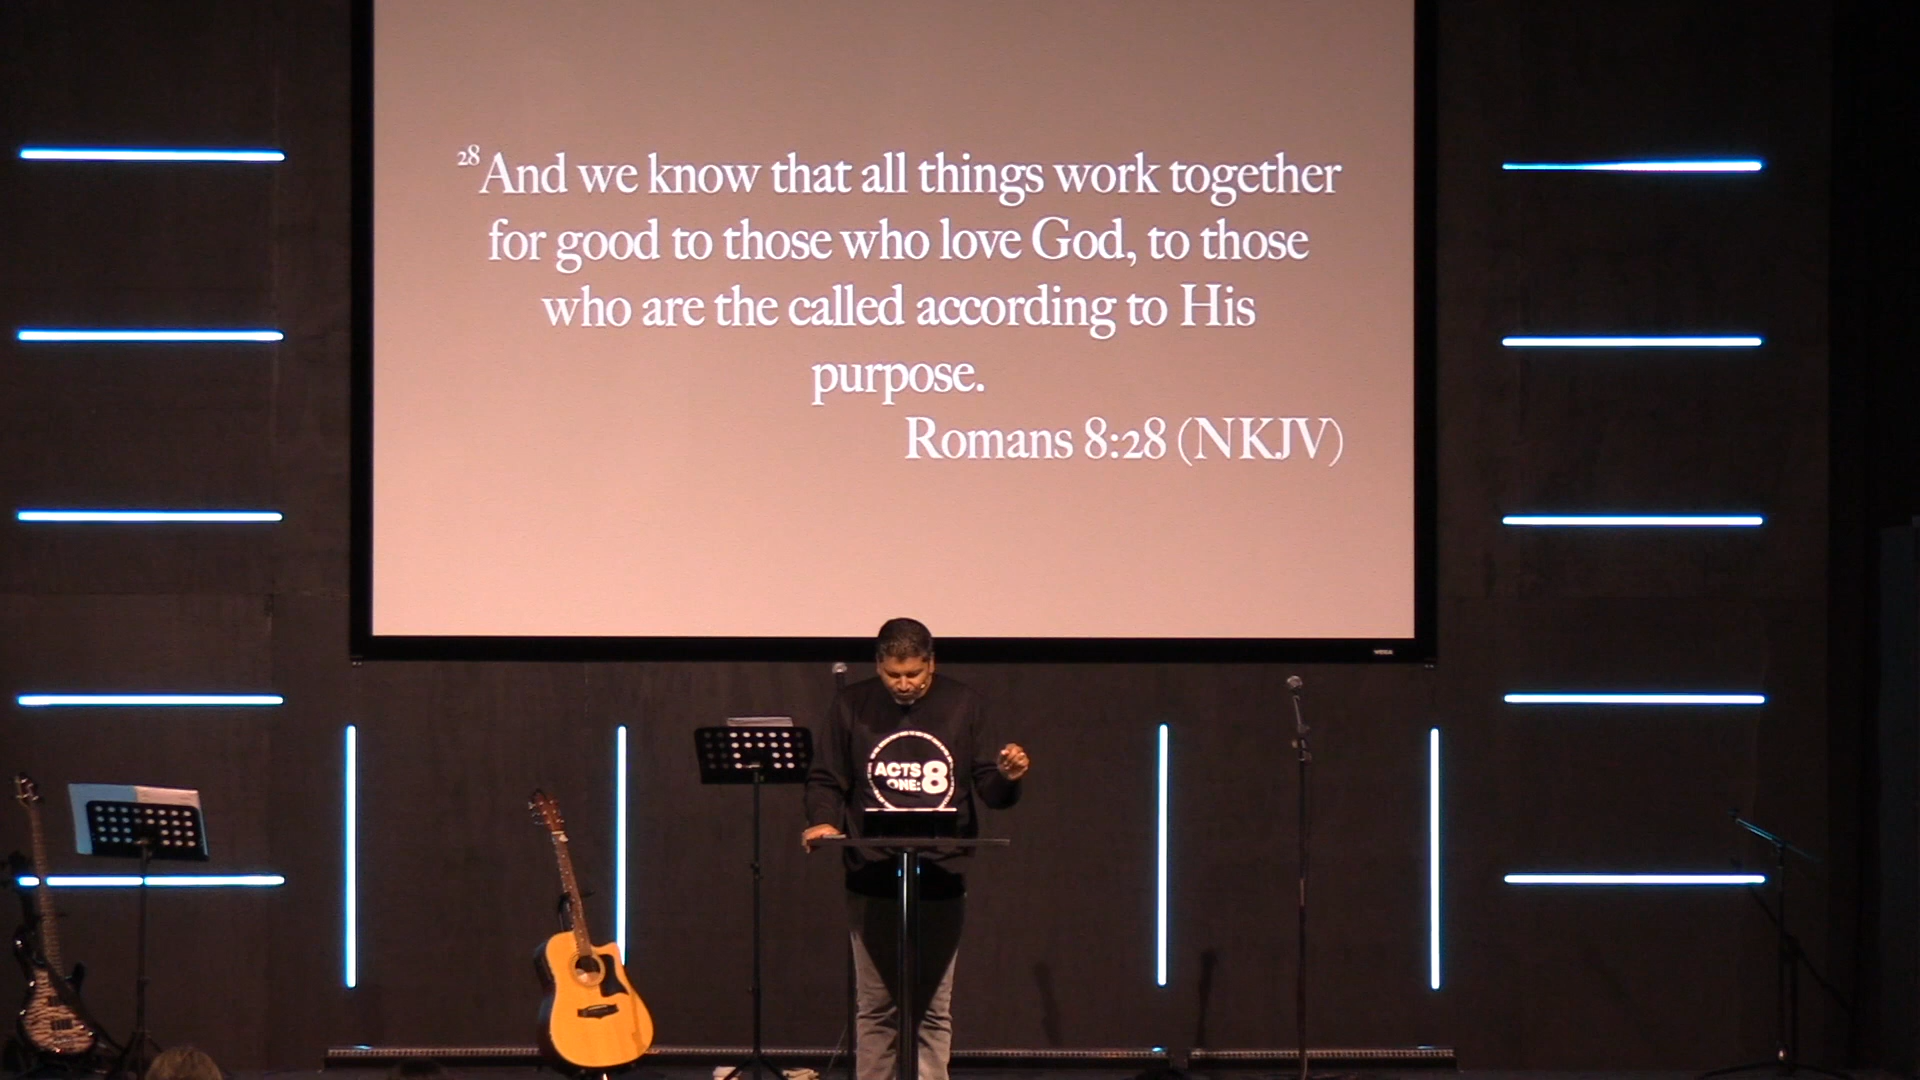 28 And we know that all things work together
for good to those who love God, to those
who are the called according to His
purpose.
Romans 8:28 (NKJV)
ACTS
ONE:8